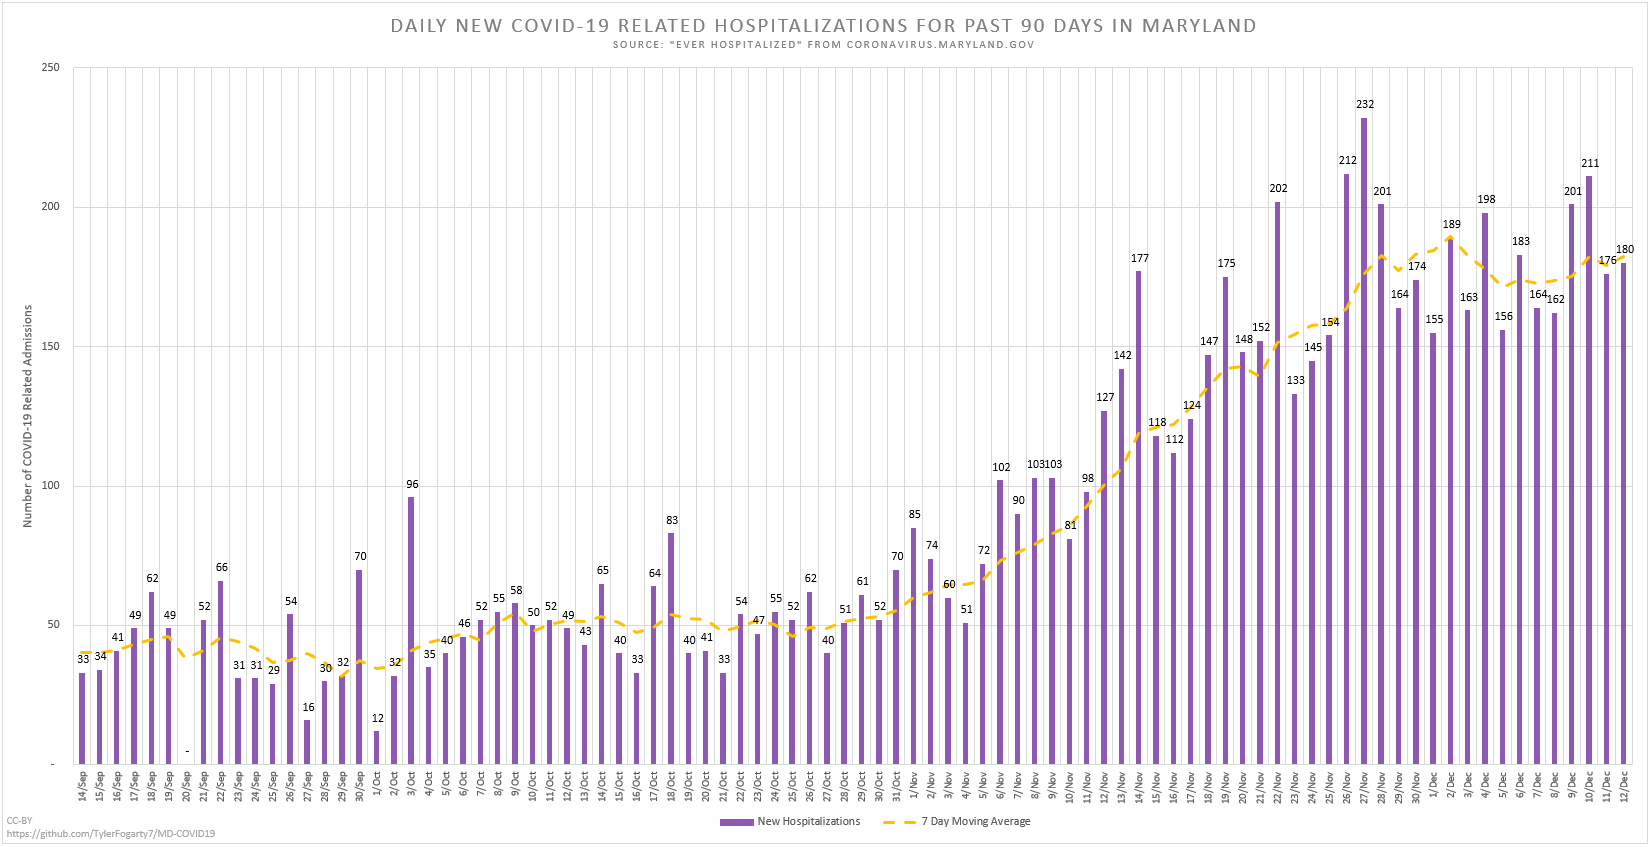 DAILY NEW COVID-19 RELATED HOSPITALIZATIONS FOR PAST 90 DAYS IN MARYLAND
SOURCE: "EVER HOSPITALIZED" FROM CORONAVIRUS.MARYLAND.GOV
Number of COVID-19 Related Admissions
250
200
150
100
50
-
33 34 41 49 62 49 - 52 66 31 31 29 54 16 30 32 70 12 32 96 35 40 46 52 55 58 50 52 49 43 65 40 33 64 83 40 41 33 54 47 55 52 62 40 51 61 52 70 85 74 60 51 72 102 90 103 103 81 98 127 142 177 118 112 124 147 175 148 152 202 133 145 154 212 232 201 164 174 155 189 163 198 156 183 164 162 201 211 176 180
14/Sep 15/Sep 16/Sep 17/Sep 18/Sep 19/Sep 20/Sep 21/Sep 22/Sep 23/Sep 24/Sep 25/Sep 26/Sep 27/Sep 28/Sep 29/Sep 30/Sep 1/Oct 2/Oct 3/Oct 4/Oct 5/Oct 6/Oct 7/Oct 8/Oct 9/Oct 10/Oct 11/Oct 12/Oct 13/Oct 14/Oct 15/Oct 16/Oct 17/Oct 18/Oct 19/Oct 20/Oct 21/Oct 22/Oct 23/Oct 24/Oct 25/Oct 26/Oct 27/Oct 28/Oct 29/Oct 30/Oct 31/Oct 1/Nov 2/Nov 3/Nov 4/Nov 5/Nov 6/Nov 7/Nov 8/Nov 9/Nov 10/Nov 11/Nov 12/Nov 13/Nov 14/Nov 15/Nov 16/Nov 17/Nov 18/Nov 19/Nov 20/Nov 21/Nov 22/Nov 23/Nov 24/Nov 25/Nov 26/Nov 27/Nov 28/Nov 29/Nov 30/Nov 1/Dec 2/Dec 3/Dec 4/Dec 5/Dec 6/Dec 7/Dec 8/Dec 9/Dec 10/Dec 11/Dec 12/Dec
New Hospitalizations 7 Day Moving Average
CC-BY
https://github.com/TylerFogarty7/MD-COVID19